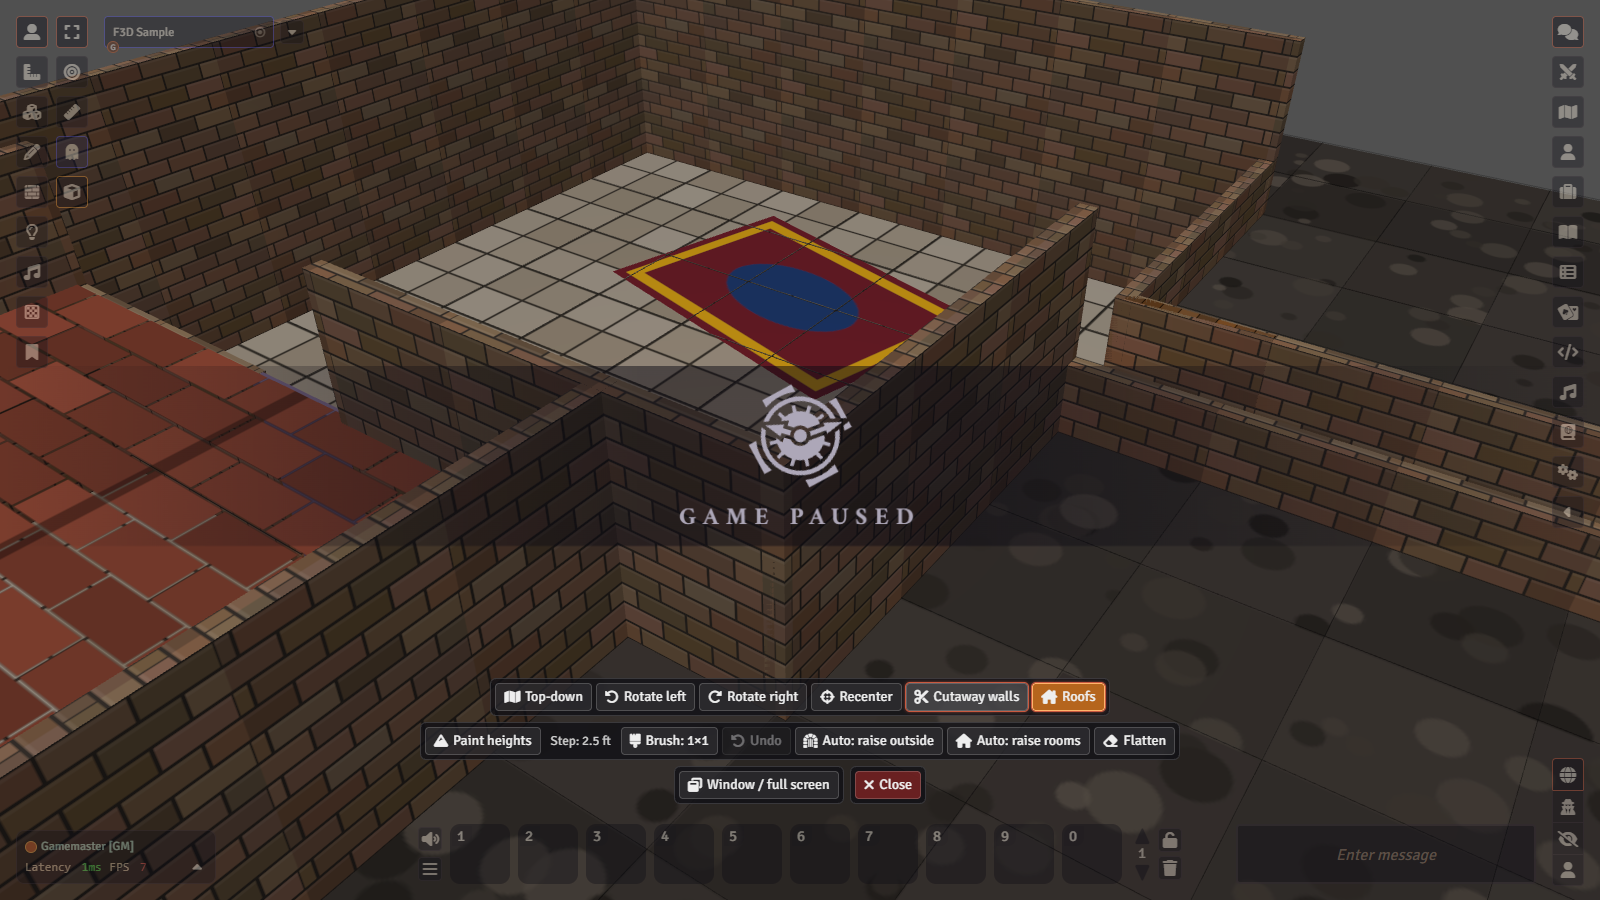 F3D Sample
G
GAME PAUSED
Top-down
Rotate left
Rotate right
Recenter
Cutaway walls
Roofs
Paint heights
Step: 2.5 ft
Brush: 1×1
Undo
Auto: raise outside
Auto: raise rooms
Flatten
Window / full screen
Close
1 2 3 4 5 6 7 8 9 0
1
Gamemaster [GM]
Latency 1ms FPS 7
Enter message